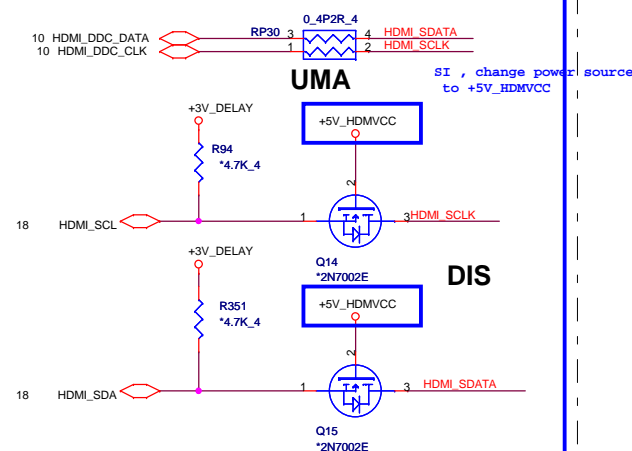 0_4P2R_4
10 HDMI_DDC_DATA RP30 3 4 HDMI_SDATA
10 HDMI_DDC_CLK 1 2 HDMI_SCLK
UMA
SI , change power source
to +5V_HDMVCC
+3V_DELAY
+5V_HDMVCC
R94
*4.7K_4
2
18 HDMI_SCL 1 3 HDMI_SCLK
+3V_DELAY
Q14
*2N7002E
DIS
+5V_HDMVCC
R351
*4.7K_4
2
18 HDMI_SDA 1 3 HDMI_SDATA
Q15
*2N7002E